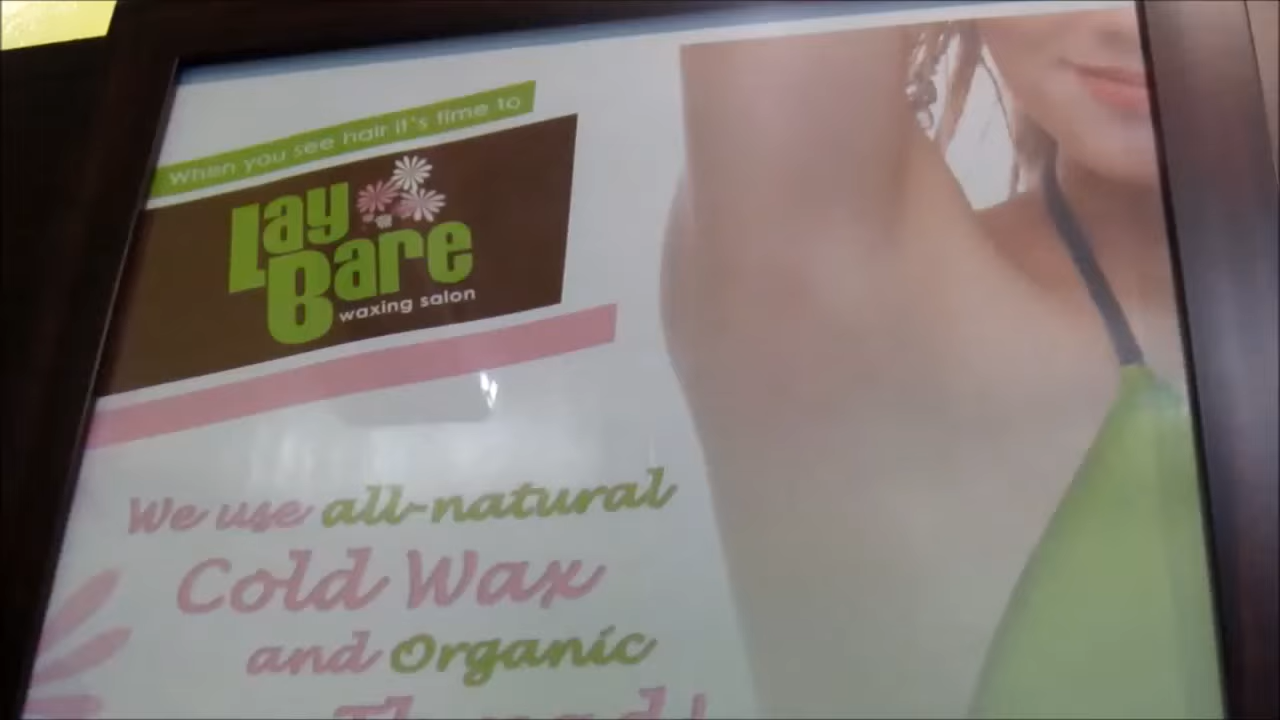 When you see hair it's time to
Lay
Bare
waxing salon
We use all-natural
Cold Wax
and Organic